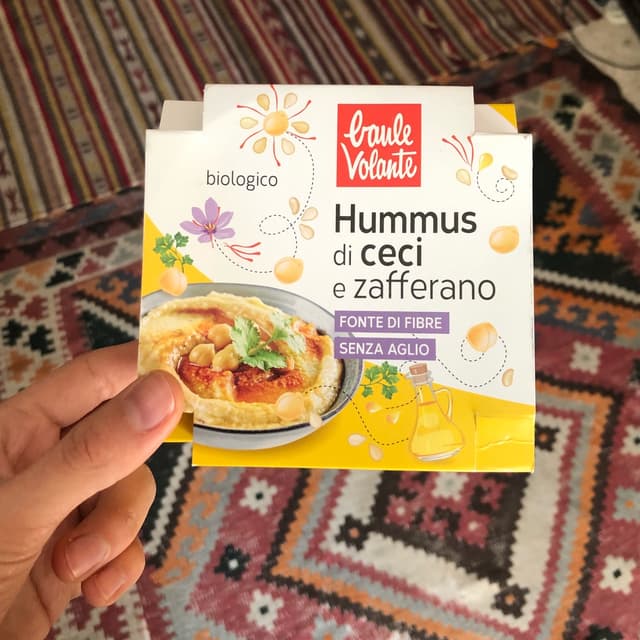 baule
volante
biologico
Hummus
di ceci
e zafferano
FONTE DI FIBRE
SENZA AGLIO